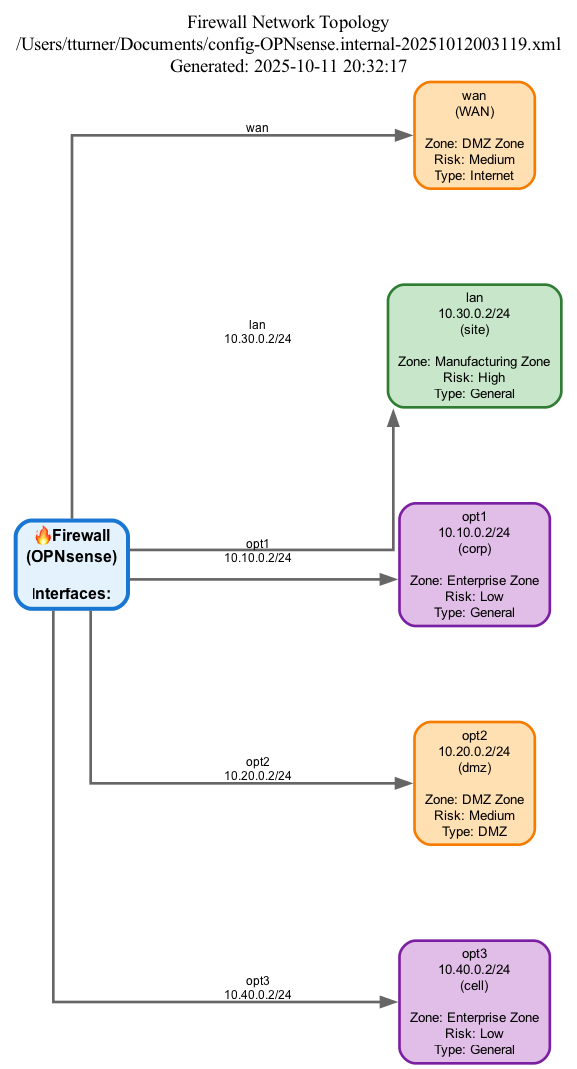 Firewall Network Topology
/Users/tturner/Documents/config-OPNsense.internal-20251012003119.xml
Generated: 2025-10-11 20:32:17
wan
wan
(WAN)
Zone: DMZ Zone
Risk: Medium
Type: Internet
lan
10.30.0.2/24
lan
10.30.0.2/24
(site)
Zone: Manufacturing Zone
Risk: High
Type: General
🔥Firewall
(OPNsense)
Interfaces:
opt1
10.10.0.2/24
opt1
10.10.0.2/24
(corp)
Zone: Enterprise Zone
Risk: Low
Type: General
opt2
10.20.0.2/24
opt2
10.20.0.2/24
(dmz)
Zone: DMZ Zone
Risk: Medium
Type: DMZ
opt3
10.40.0.2/24
opt3
10.40.0.2/24
(cell)
Zone: Enterprise Zone
Risk: Low
Type: General